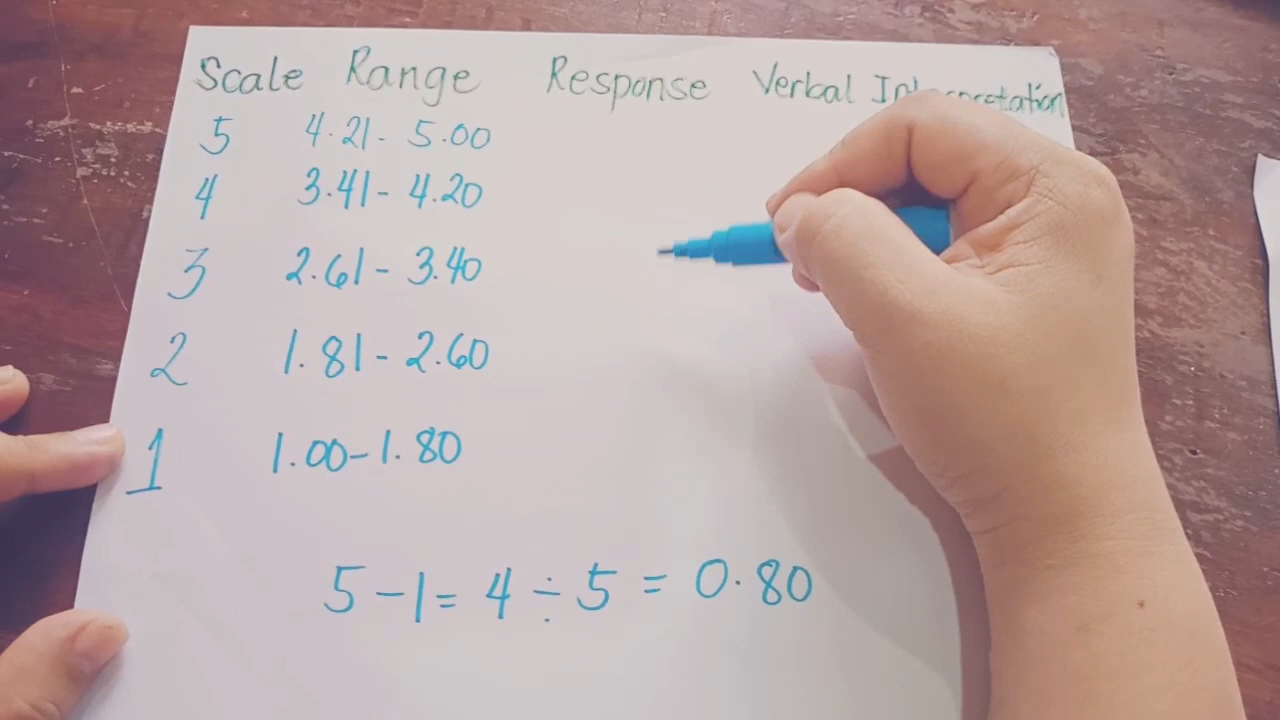 Scale Range Response Verbal Interpretation
5 4.21 - 5.00
4 3.41 - 4.20
3 2.61 - 3.40
2 1.81 - 2.60
1 1.00 - 1.80
5 - 1 = 4 ÷ 5 = 0.80